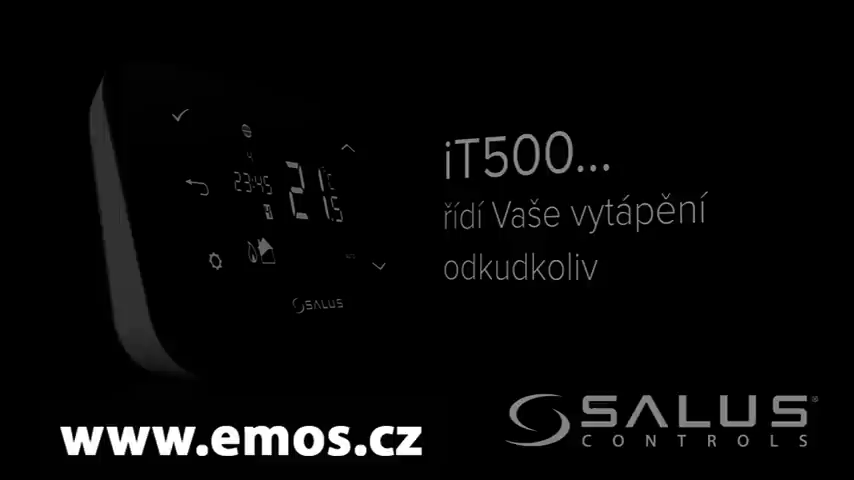 23:45
21.5
°C
SALUS
iT500...
řídí Vaše vytápění
odkudkoliv
www.emos.cz
SALUS®
CONTROLS